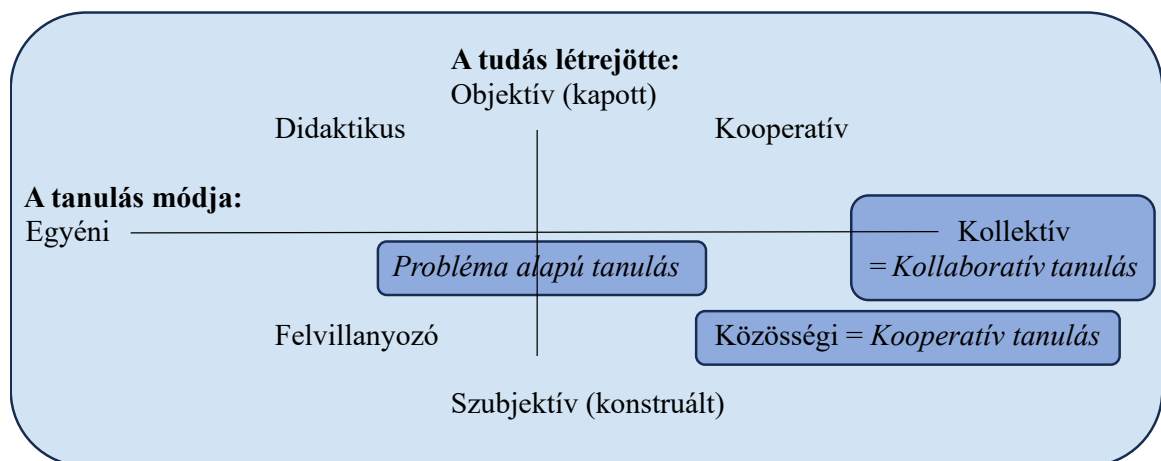 A tudás létrejötte:
Objektív (kapott)
Didaktikus
Kooperatív
A tanulás módja:
Egyéni
Kollektív
= Kollaboratív tanulás
Probléma alapú tanulás
Felvillanyozó
Közösségi = Kooperatív tanulás
Szubjektív (konstruált)